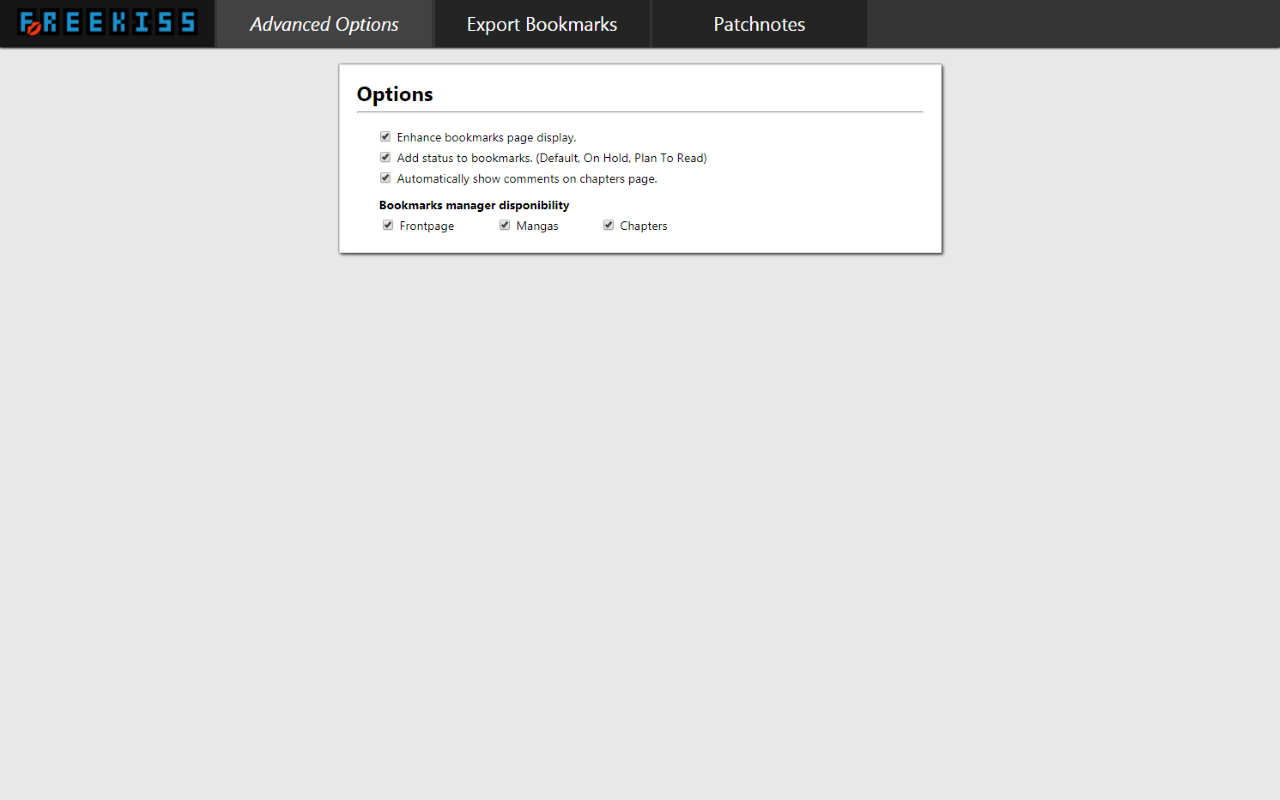 FREEKISS
Advanced Options
Export Bookmarks
Patchnotes
Options
Enhance bookmarks page display.
Add status to bookmarks. (Default, On Hold, Plan To Read)
Automatically show comments on chapters page.
Bookmarks manager disponibility
Frontpage
Mangas
Chapters